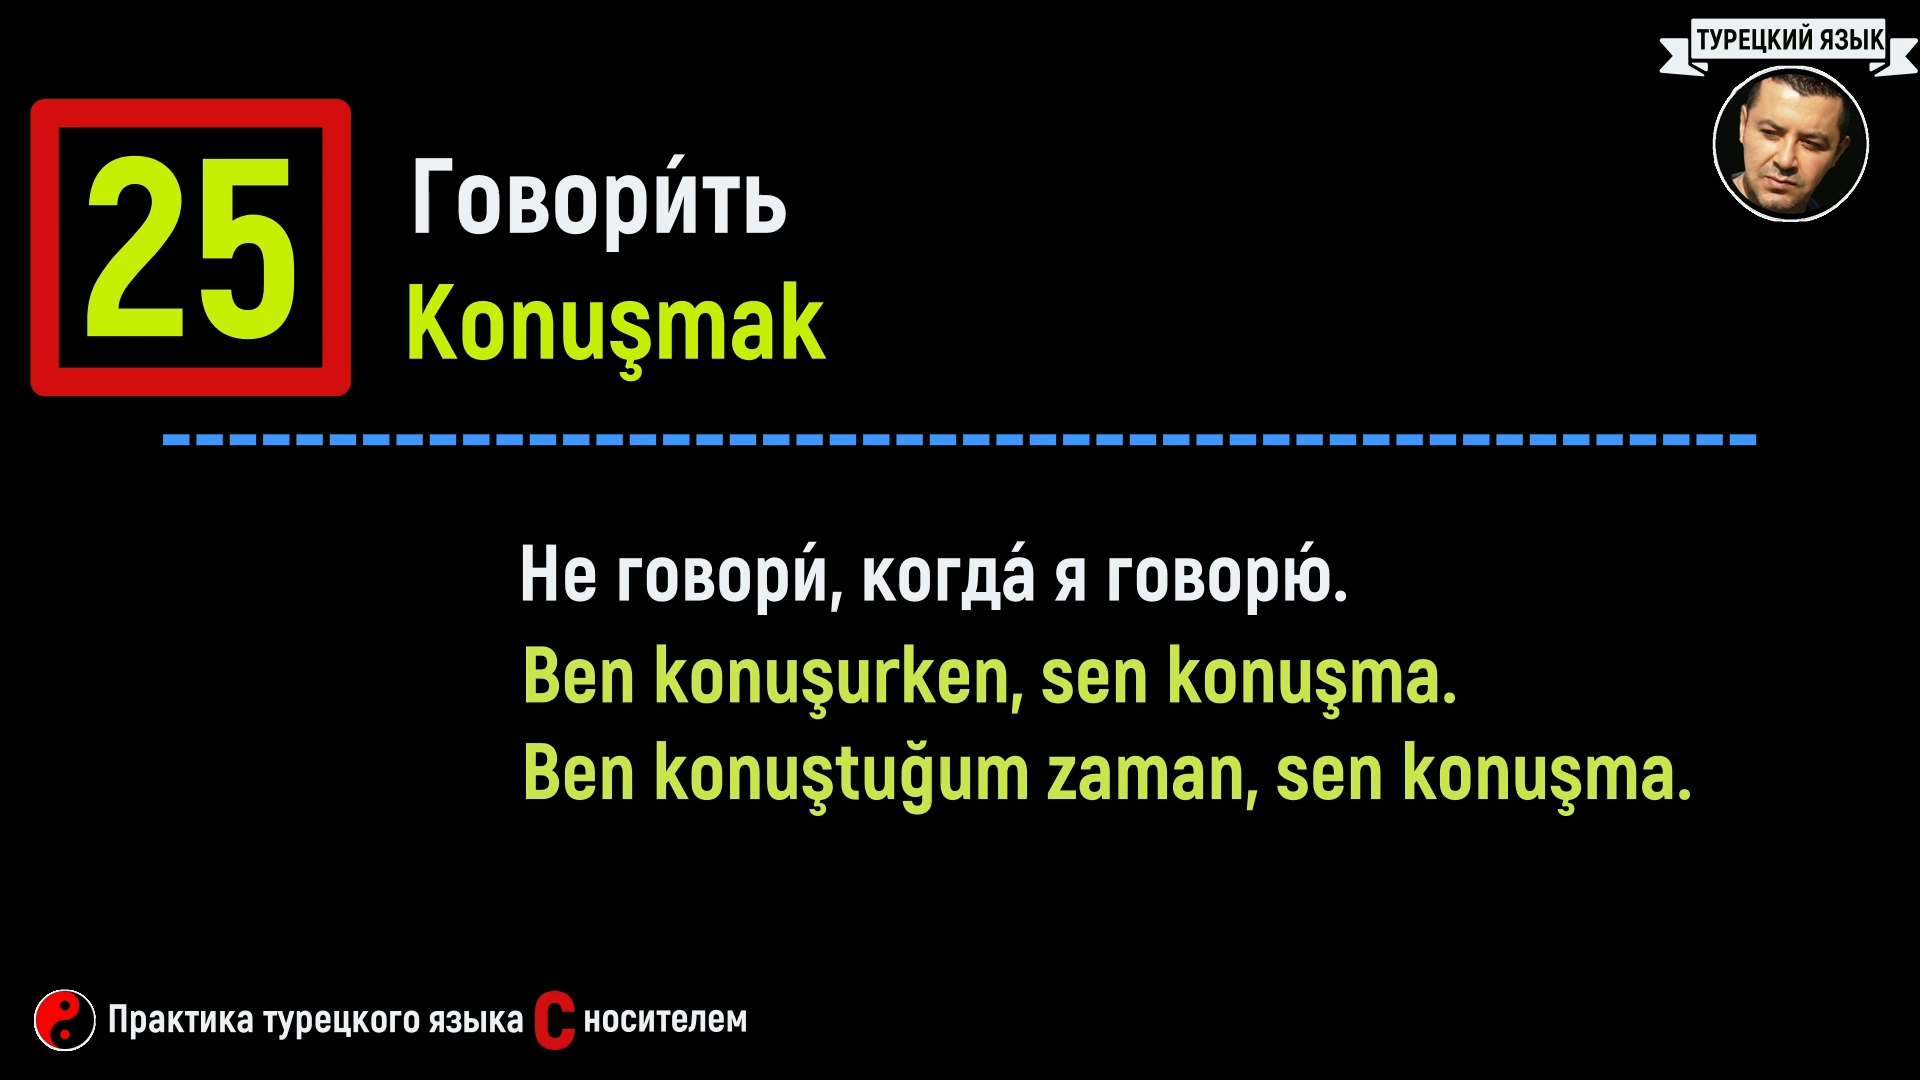 ТУРЕЦКИЙ ЯЗЫК
25
Говори́ть
Konuşmak
Не говори́, когда́ я говорю́.
Ben konuşurken, sen konuşma.
Ben konuştuğum zaman, sen konuşma.
Практика турецкого языка С носителем